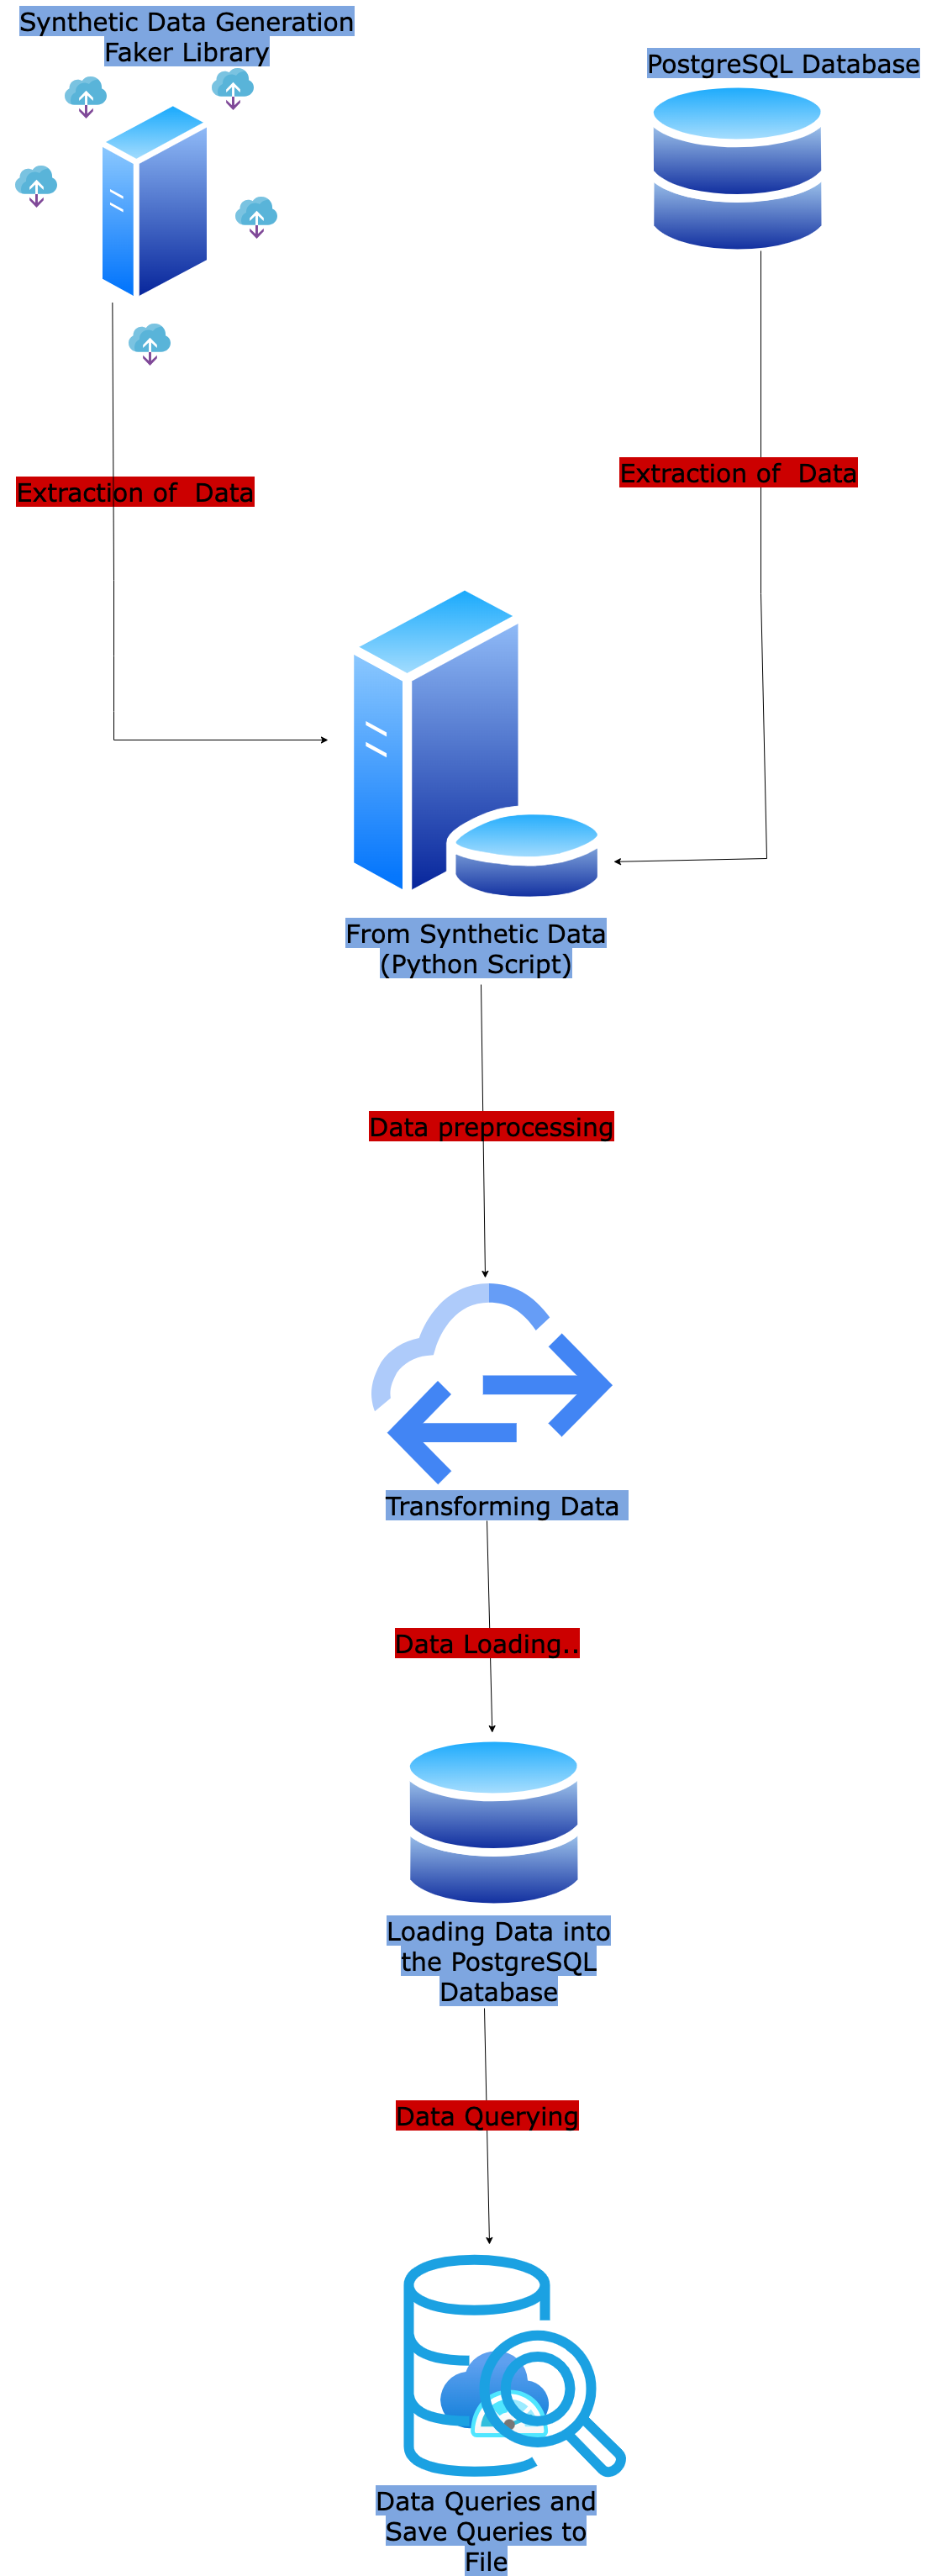 Synthetic Data Generation
Faker Library
PostgreSQL Database
Extraction of  Data
Extraction of  Data
From Synthetic Data
(Python Script)
Data preprocessing
Transforming Data
Data Loading..
Loading Data into
the PostgreSQL
Database
Data Querying
Data Queries and
Save Queries to
File